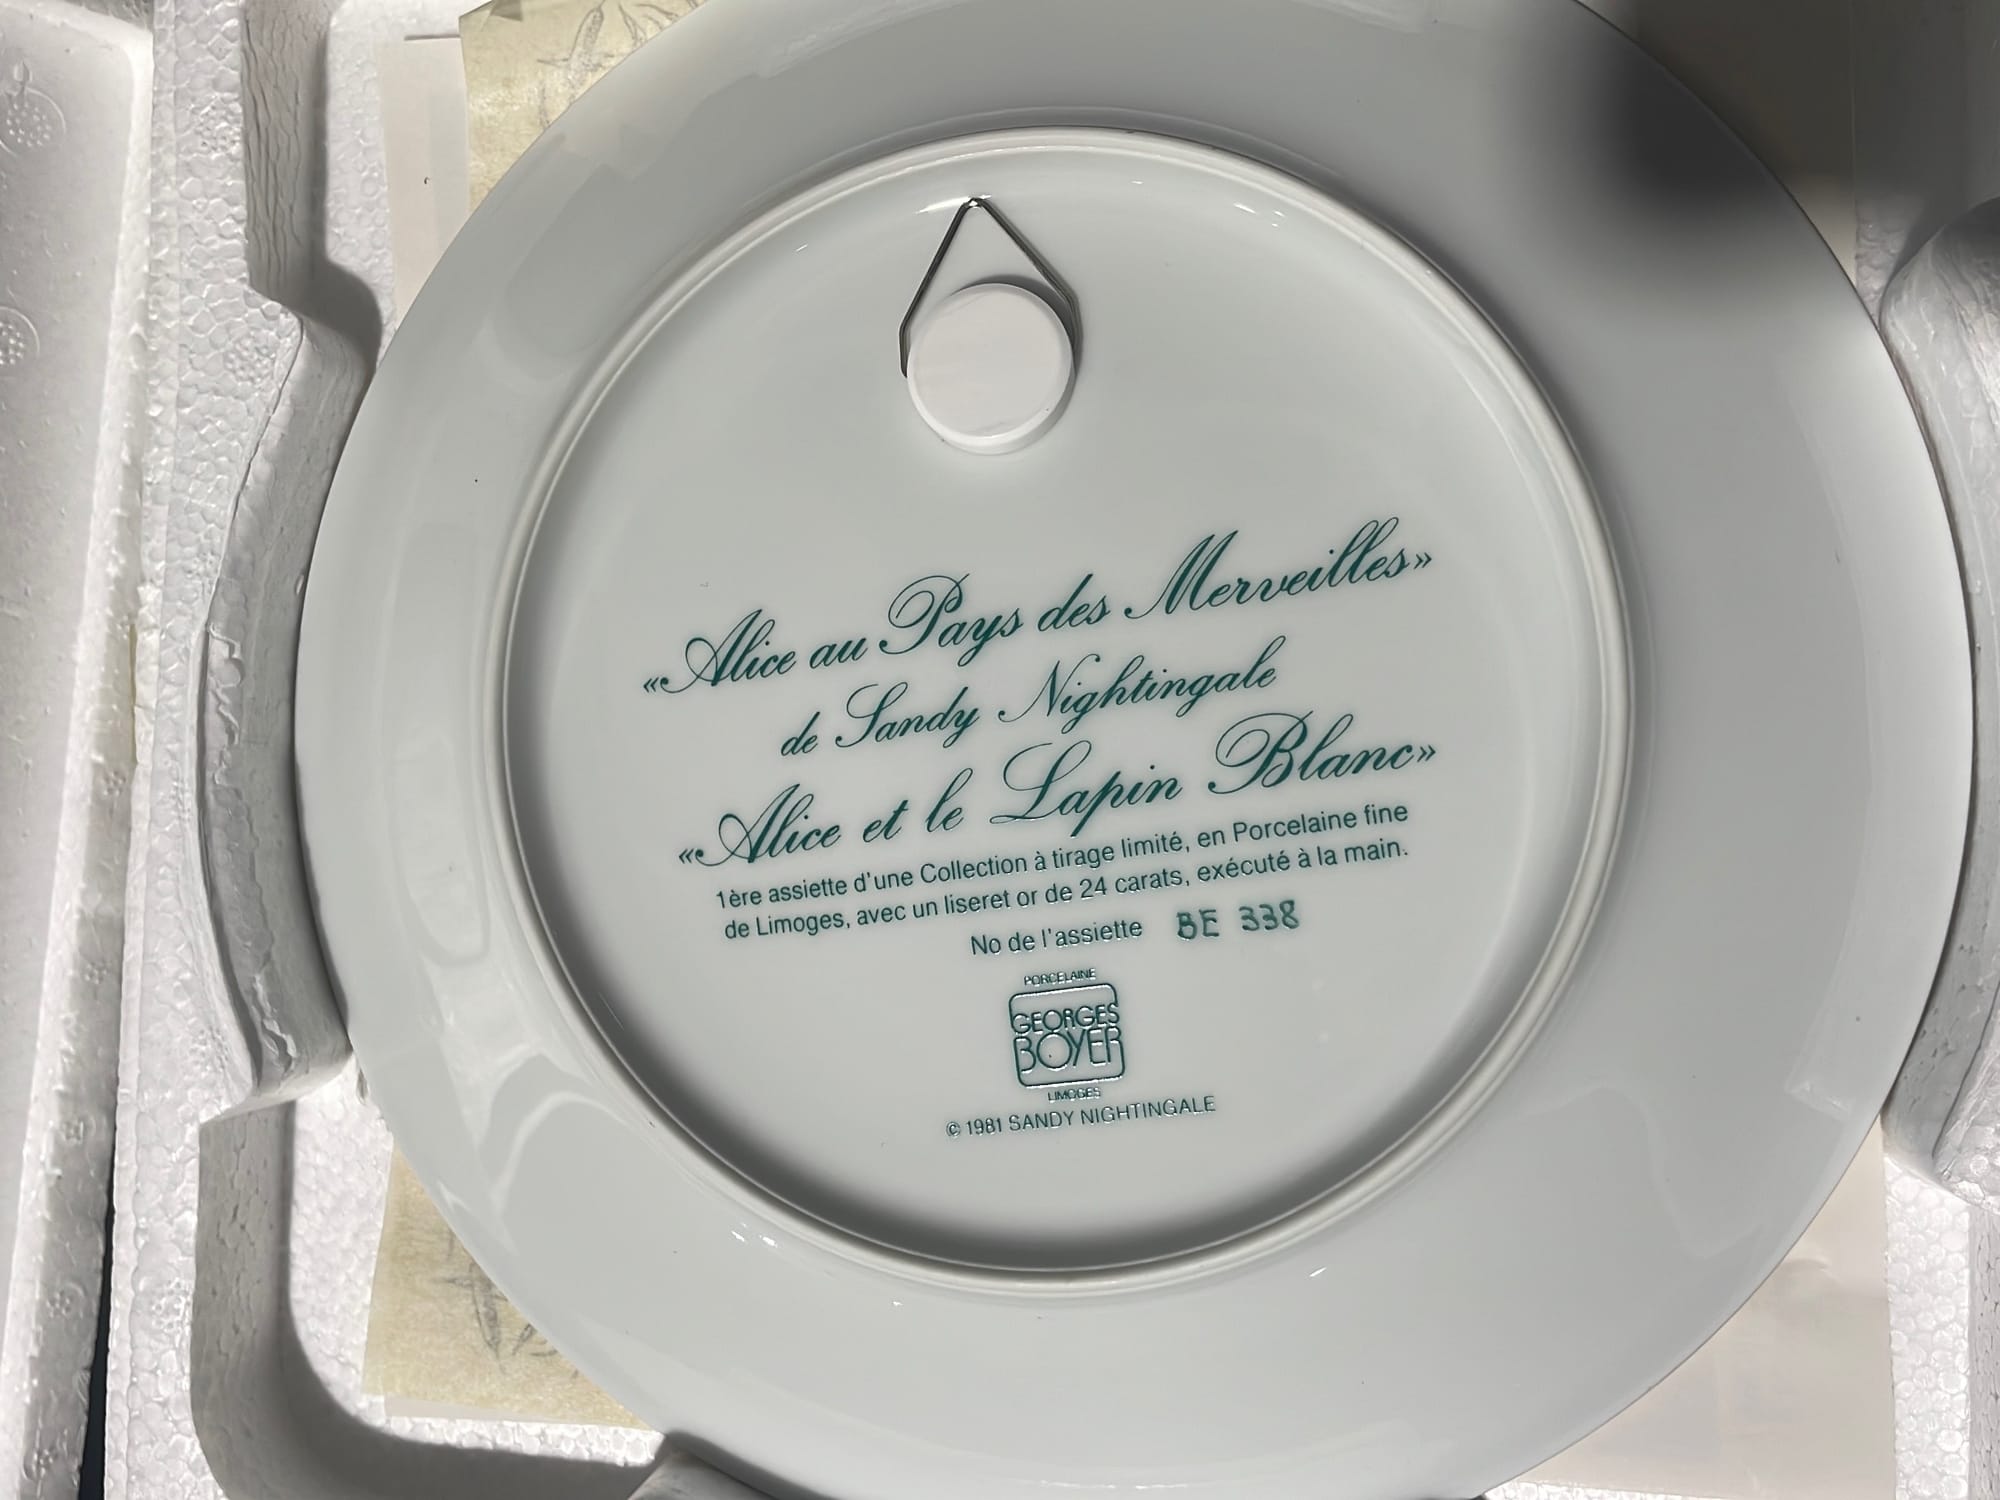 «Alice au Pays des Merveilles»
de Sandy Nightingale
«Alice et le Lapin Blanc»
1ère assiette d'une Collection à tirage limité, en Porcelaine fine
de Limoges, avec un liseret or de 24 carats, exécuté à la main.
No de l'assiette BE 338
PORCELAINE
GEORGES
BOYER
LIMOGES
© 1981 SANDY NIGHTINGALE